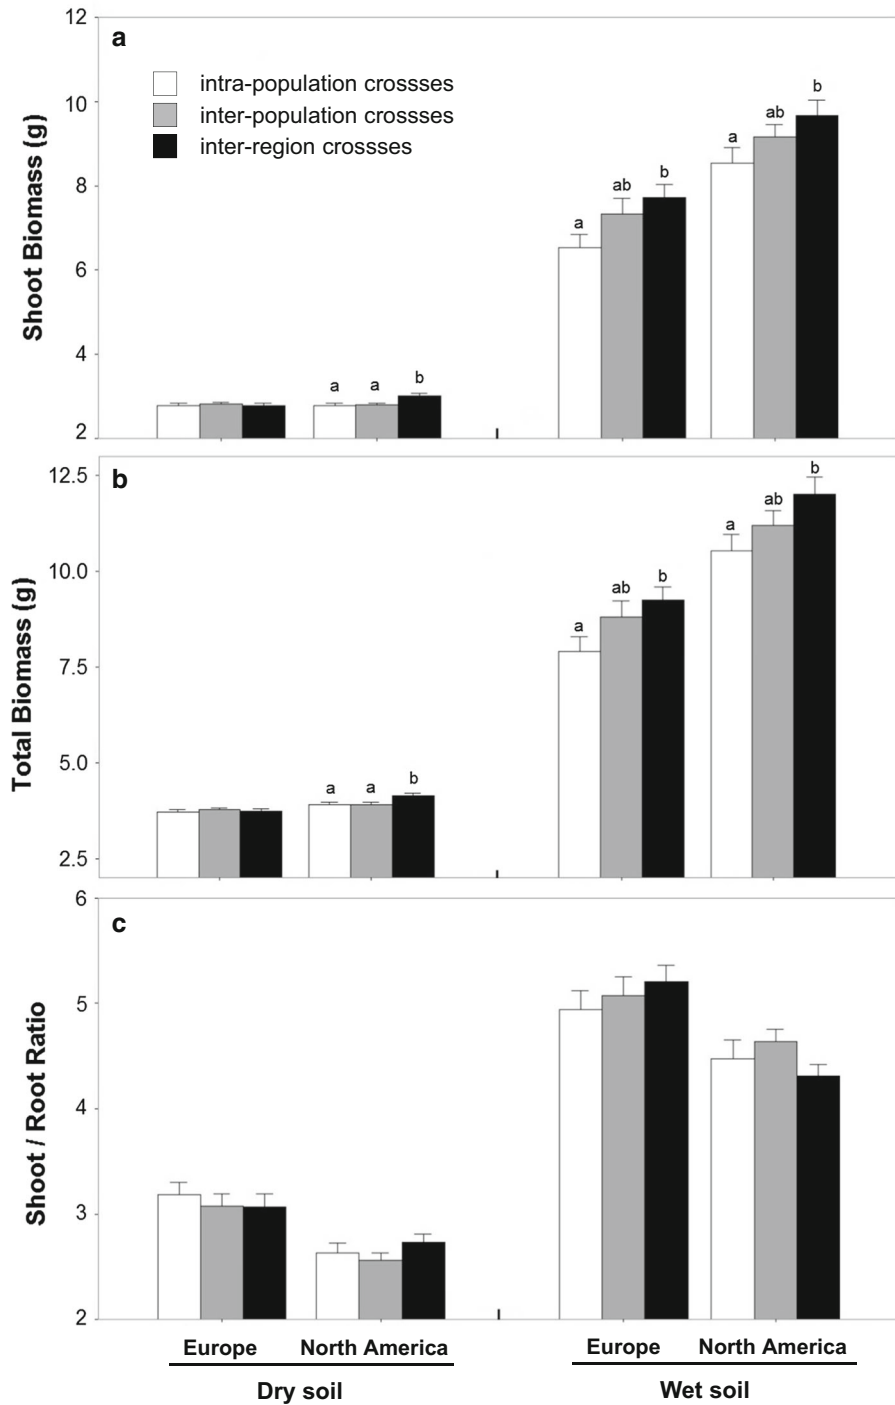 12
a
intra-population crossses
10
inter-population crossses
b
inter-region crossses
a
ab
b
8
a
ab
6
4
a
a
b
2
Shoot Biomass (g)
12.5
b
b
ab
a
10.0
ab
b
a
7.5
5.0
a
a
b
2.5
Total Biomass (g)
6
c
5
4
3
2
Shoot / Root Ratio
Europe North America Europe North America
Dry soil Wet soil